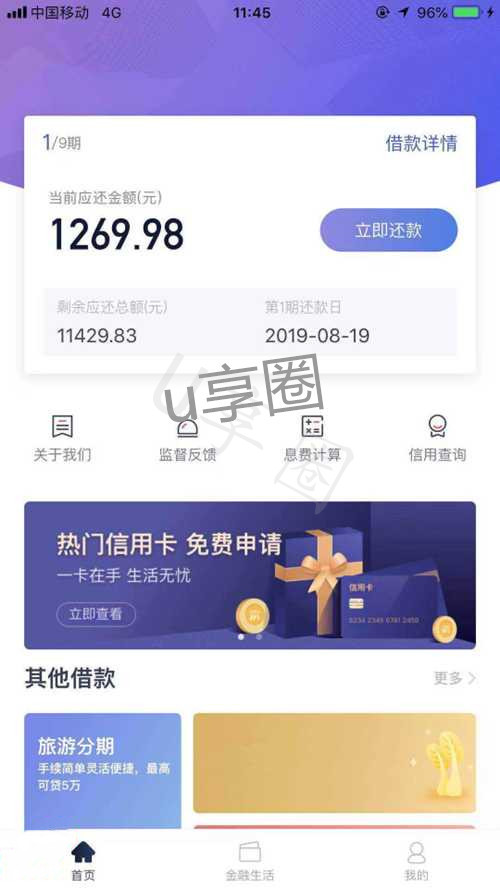 中国移动 4G 11:45 96%
1/9期 借款详情
当前应还金额(元)
1269.98 立即还款
剩余应还总额(元) 第1期还款日
11429.83 2019-08-19
u享圈
U享圈
关于我们 监督反馈 息费计算 信用查询
热门信用卡 免费申请
一卡在手 生活无忧
信用卡
立即查看
其他借款 更多
旅游分期
手续简单灵活便捷，最高
可贷5万
首页 金融生活 我的